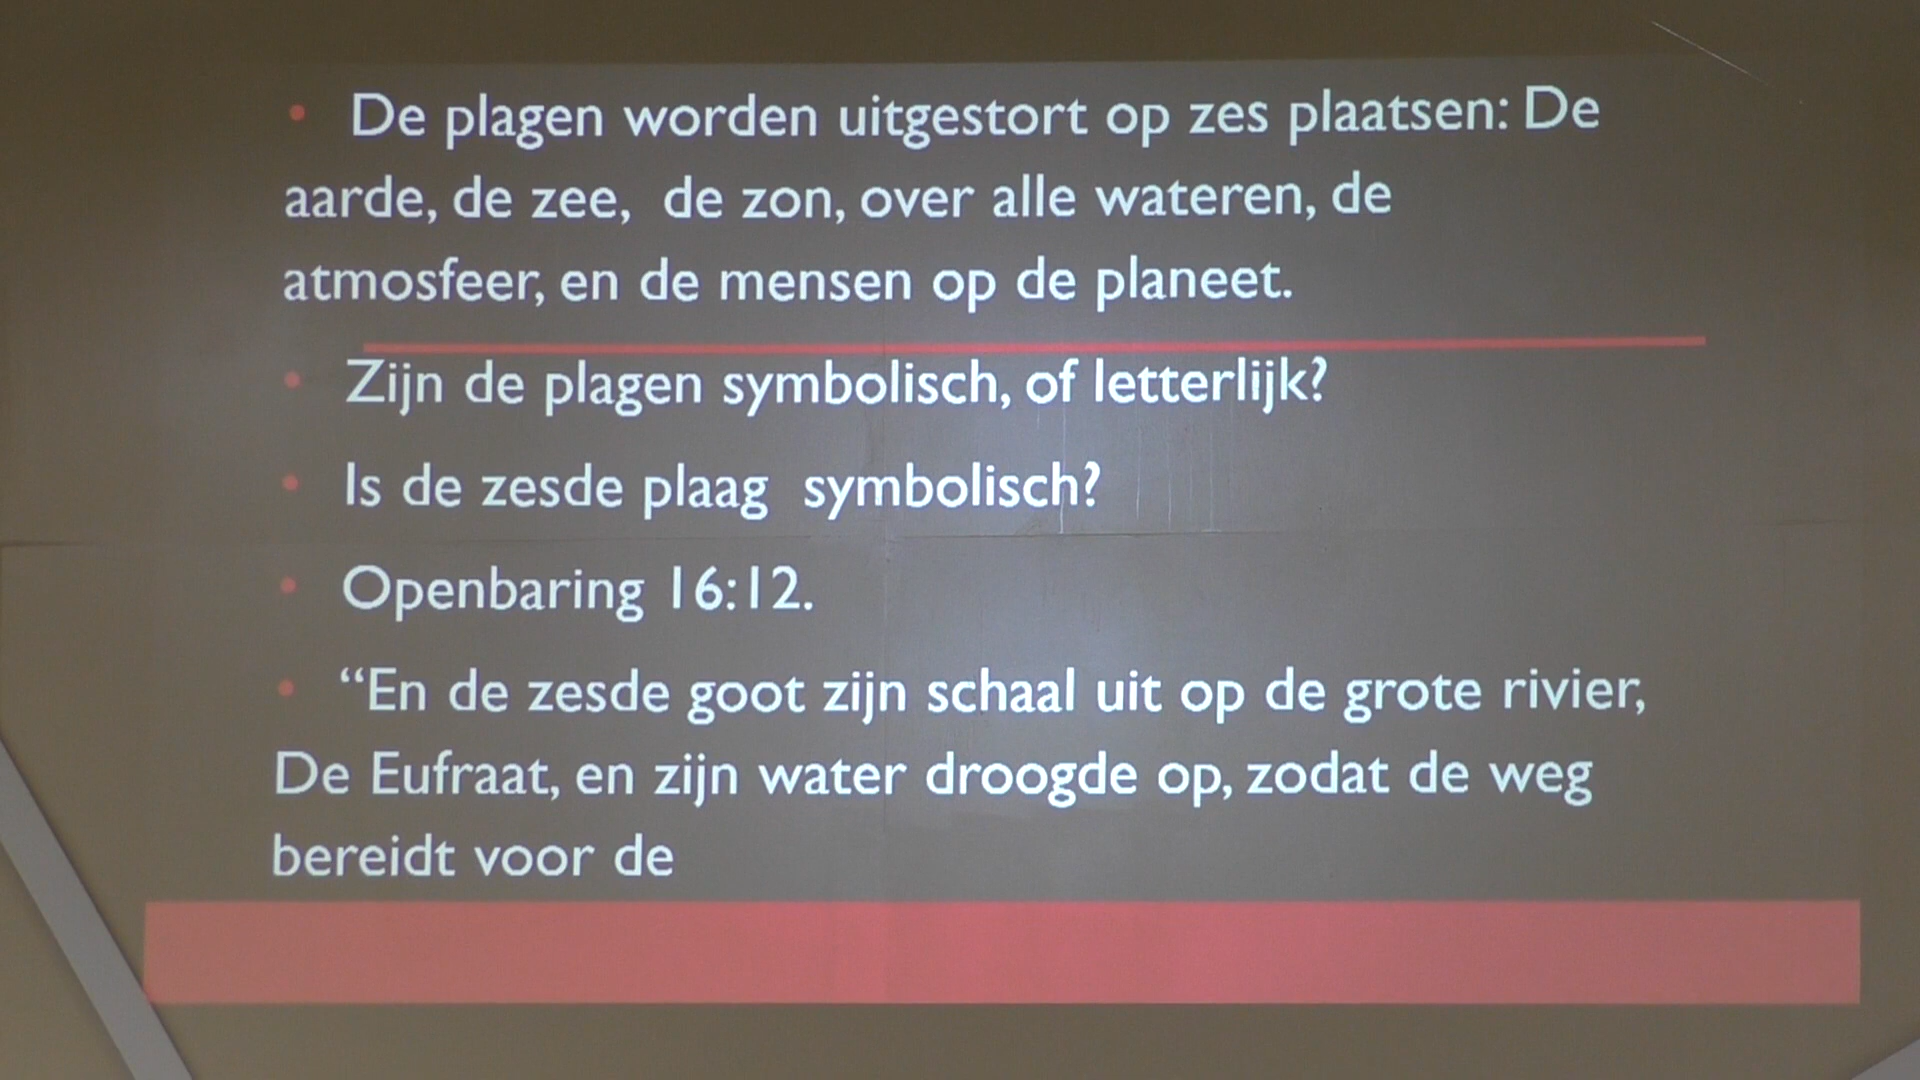 • De plagen worden uitgestort op zes plaatsen: De
aarde, de zee, de zon, over alle wateren, de
atmosfeer, en de mensen op de planeet.
• Zijn de plagen symbolisch, of letterlijk?
• Is de zesde plaag symbolisch?
• Openbaring 16:12.
• “En de zesde goot zijn schaal uit op de grote rivier,
De Eufraat, en zijn water droogde op, zodat de weg
bereidt voor de